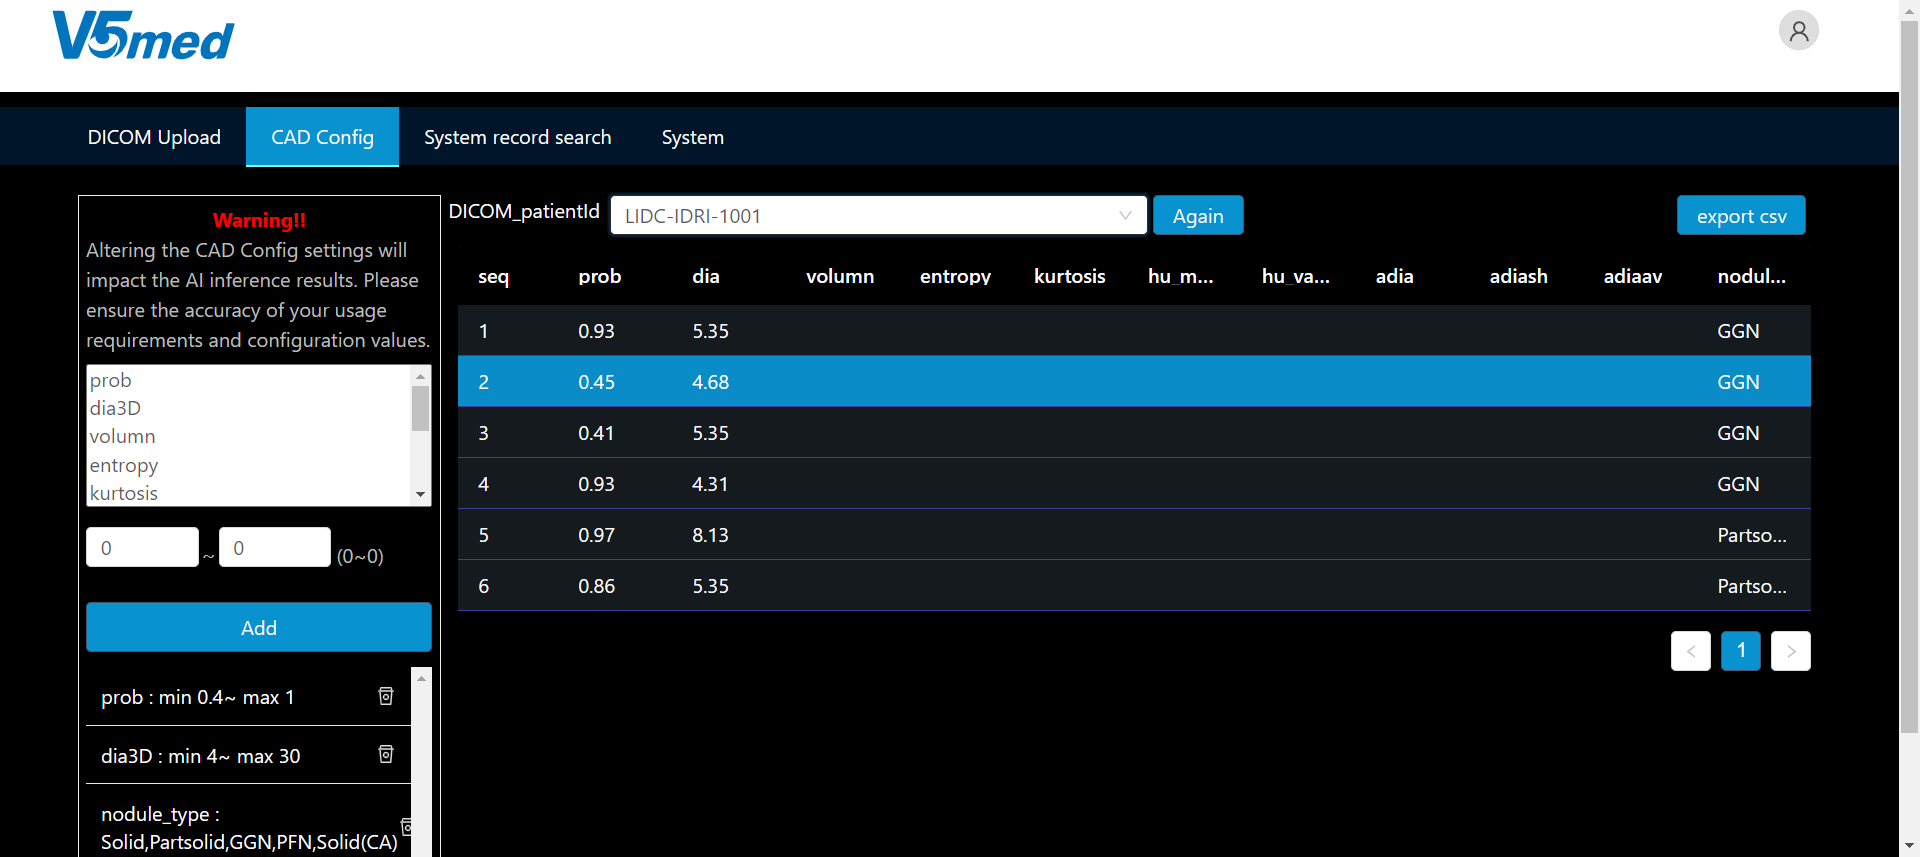 V5med
DICOM Upload
CAD Config
System record search
System
Warning!!
Altering the CAD Config settings will
impact the AI inference results. Please
ensure the accuracy of your usage
requirements and configuration values.
prob
dia3D
volumn
entropy
kurtosis
0 ~ 0 (0~0)
Add
prob : min 0.4~ max 1
dia3D : min 4~ max 30
nodule_type :
Solid,Partsolid,GGN,PFN,Solid(CA)
DICOM_patientId LIDC-IDRI-1001 Again export csv
seq prob dia volumn entropy kurtosis hu_m... hu_va... adia adiash adiaav nodul...
1 0.93 5.35 GGN
2 0.45 4.68 GGN
3 0.41 5.35 GGN
4 0.93 4.31 GGN
5 0.97 8.13 Partso...
6 0.86 5.35 Partso...
< 1 >